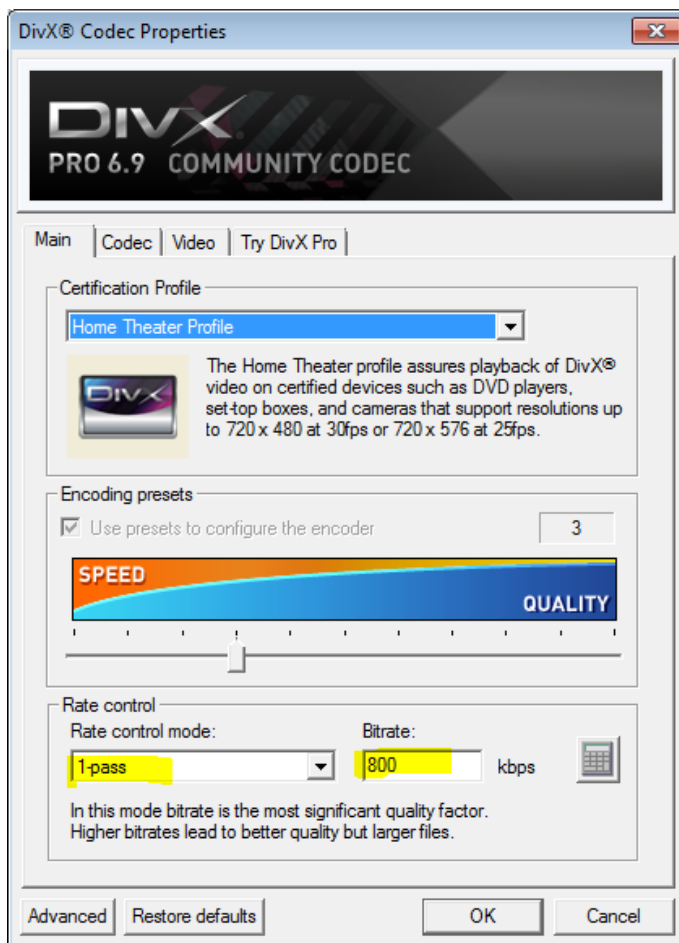 DivX® Codec Properties
DIVX
PRO 6.9 COMMUNITY CODEC
Main
Codec
Video
Try DivX Pro
Certification Profile
Home Theater Profile
DIVX
The Home Theater profile assures playback of DivX®
video on certified devices such as DVD players,
set-top boxes, and cameras that support resolutions up
to 720 x 480 at 30fps or 720 x 576 at 25fps.
Encoding presets
Use presets to configure the encoder
3
SPEED
QUALITY
Rate control
Rate control mode:
Bitrate:
1-pass
800
kbps
In this mode bitrate is the most significant quality factor.
Higher bitrates lead to better quality but larger files.
Advanced
Restore defaults
OK
Cancel